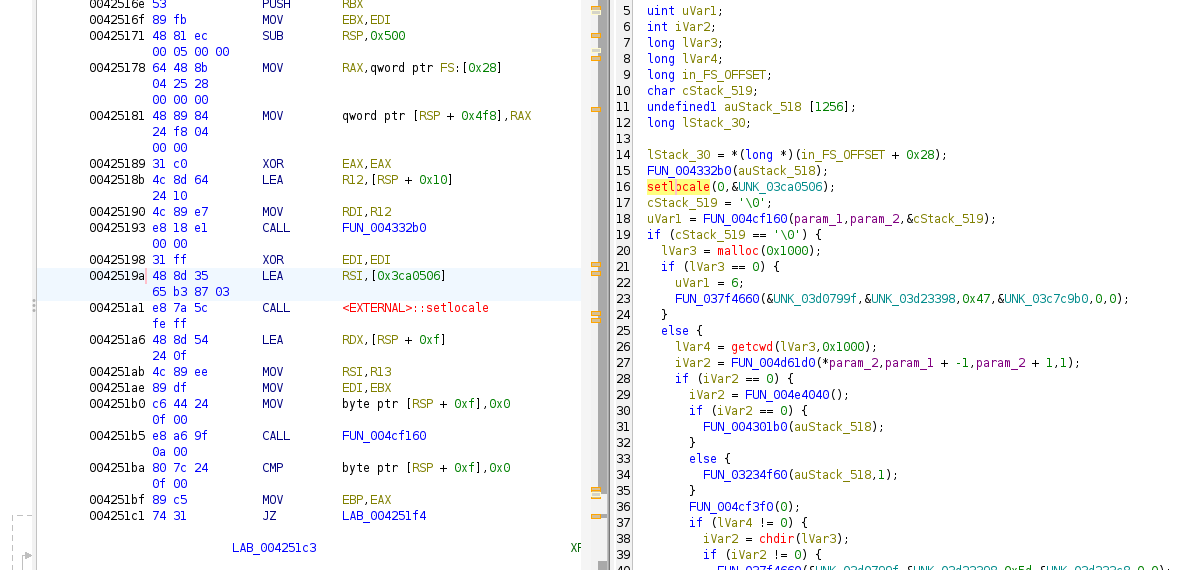 0042516e 53 PUSH RBX
0042516f 89 fb MOV EBX,EDI
00425171 48 81 ec SUB RSP,0x500
00 05 00 00
00425178 64 48 8b MOV RAX,qword ptr FS:[0x28]
04 25 28
00 00 00
00425181 48 89 84 MOV qword ptr [RSP + 0x4f8],RAX
24 f8 04
00 00
00425189 31 c0 XOR EAX,EAX
0042518b 4c 8d 64 LEA R12,[RSP + 0x10]
24 10
00425190 4c 89 e7 MOV RDI,R12
00425193 e8 18 e1 CALL FUN_004332b0
00 00
00425198 31 ff XOR EDI,EDI
0042519a 48 8d 35 LEA RSI,[0x3ca0506]
65 b3 87 03
004251a1 e8 7a 5c CALL <EXTERNAL>::setlocale
fe ff
004251a6 48 8d 54 LEA RDX,[RSP + 0xf]
24 0f
004251ab 4c 89 ee MOV RSI,R13
004251ae 89 df MOV EDI,EBX
004251b0 c6 44 24 MOV byte ptr [RSP + 0xf],0x0
0f 00
004251b5 e8 a6 9f CALL FUN_004cf160
0a 00
004251ba 80 7c 24 CMP byte ptr [RSP + 0xf],0x0
0f 00
004251bf 89 c5 MOV EBP,EAX
004251c1 74 31 JZ LAB_004251f4
LAB_004251c3 XF
5 uint uVar1;
6 int iVar2;
7 long lVar3;
8 long lVar4;
9 long in_FS_OFFSET;
10 char cStack_519;
11 undefined1 auStack_518 [1256];
12 long lStack_30;
13
14 lStack_30 = *(long *)(in_FS_OFFSET + 0x28);
15 FUN_004332b0(auStack_518);
16 setlocale(0,&UNK_03ca0506);
17 cStack_519 = '\0';
18 uVar1 = FUN_004cf160(param_1,param_2,&cStack_519);
19 if (cStack_519 == '\0') {
20 lVar3 = malloc(0x1000);
21 if (lVar3 == 0) {
22 uVar1 = 6;
23 FUN_037f4660(&UNK_03d0799f,&UNK_03d23398,0x47,&UNK_03c7c9b0,0,0);
24 }
25 else {
26 lVar4 = getcwd(lVar3,0x1000);
27 iVar2 = FUN_004d61d0(*param_2,param_1 + -1,param_2 + 1,1);
28 if (iVar2 == 0) {
29 iVar2 = FUN_004e4040();
30 if (iVar2 == 0) {
31 FUN_004301b0(auStack_518);
32 }
33 else {
34 FUN_03234f60(auStack_518,1);
35 }
36 FUN_004cf3f0(0);
37 if (lVar4 != 0) {
38 iVar2 = chdir(lVar3);
39 if (iVar2 != 0) {
40